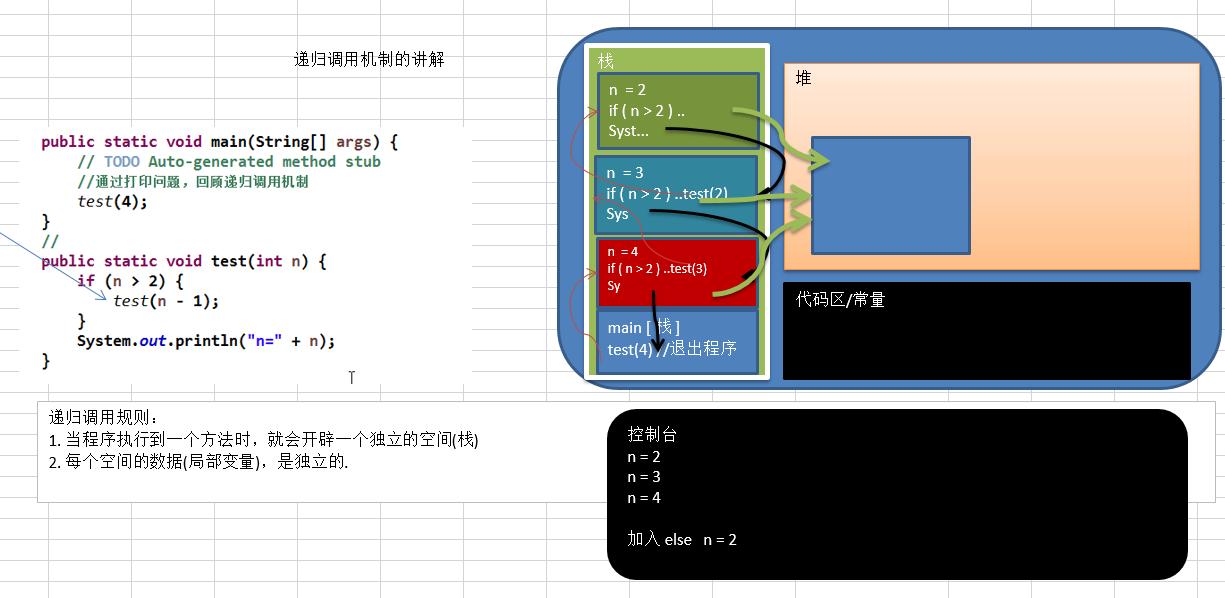 递归调用机制的讲解
public static void main(String[] args) {
// TODO Auto-generated method stub
//通过打印问题，回顾递归调用机制
test(4);
}
//
public static void test(int n) {
if (n > 2) {
test(n - 1);
}
System.out.println("n=" + n);
}
栈
n = 2
if ( n > 2 ) ..
Syst...
n = 3
if ( n > 2 ) ..test(2)
Sys
n = 4
if ( n > 2 ) ..test(3)
Sy
main [ 栈 ]
test(4) //退出程序
堆
代码区/常量
递归调用规则：
1. 当程序执行到一个方法时，就会开辟一个独立的空间(栈)
2. 每个空间的数据(局部变量)，是独立的.
控制台
n = 2
n = 3
n = 4
加入 else n = 2